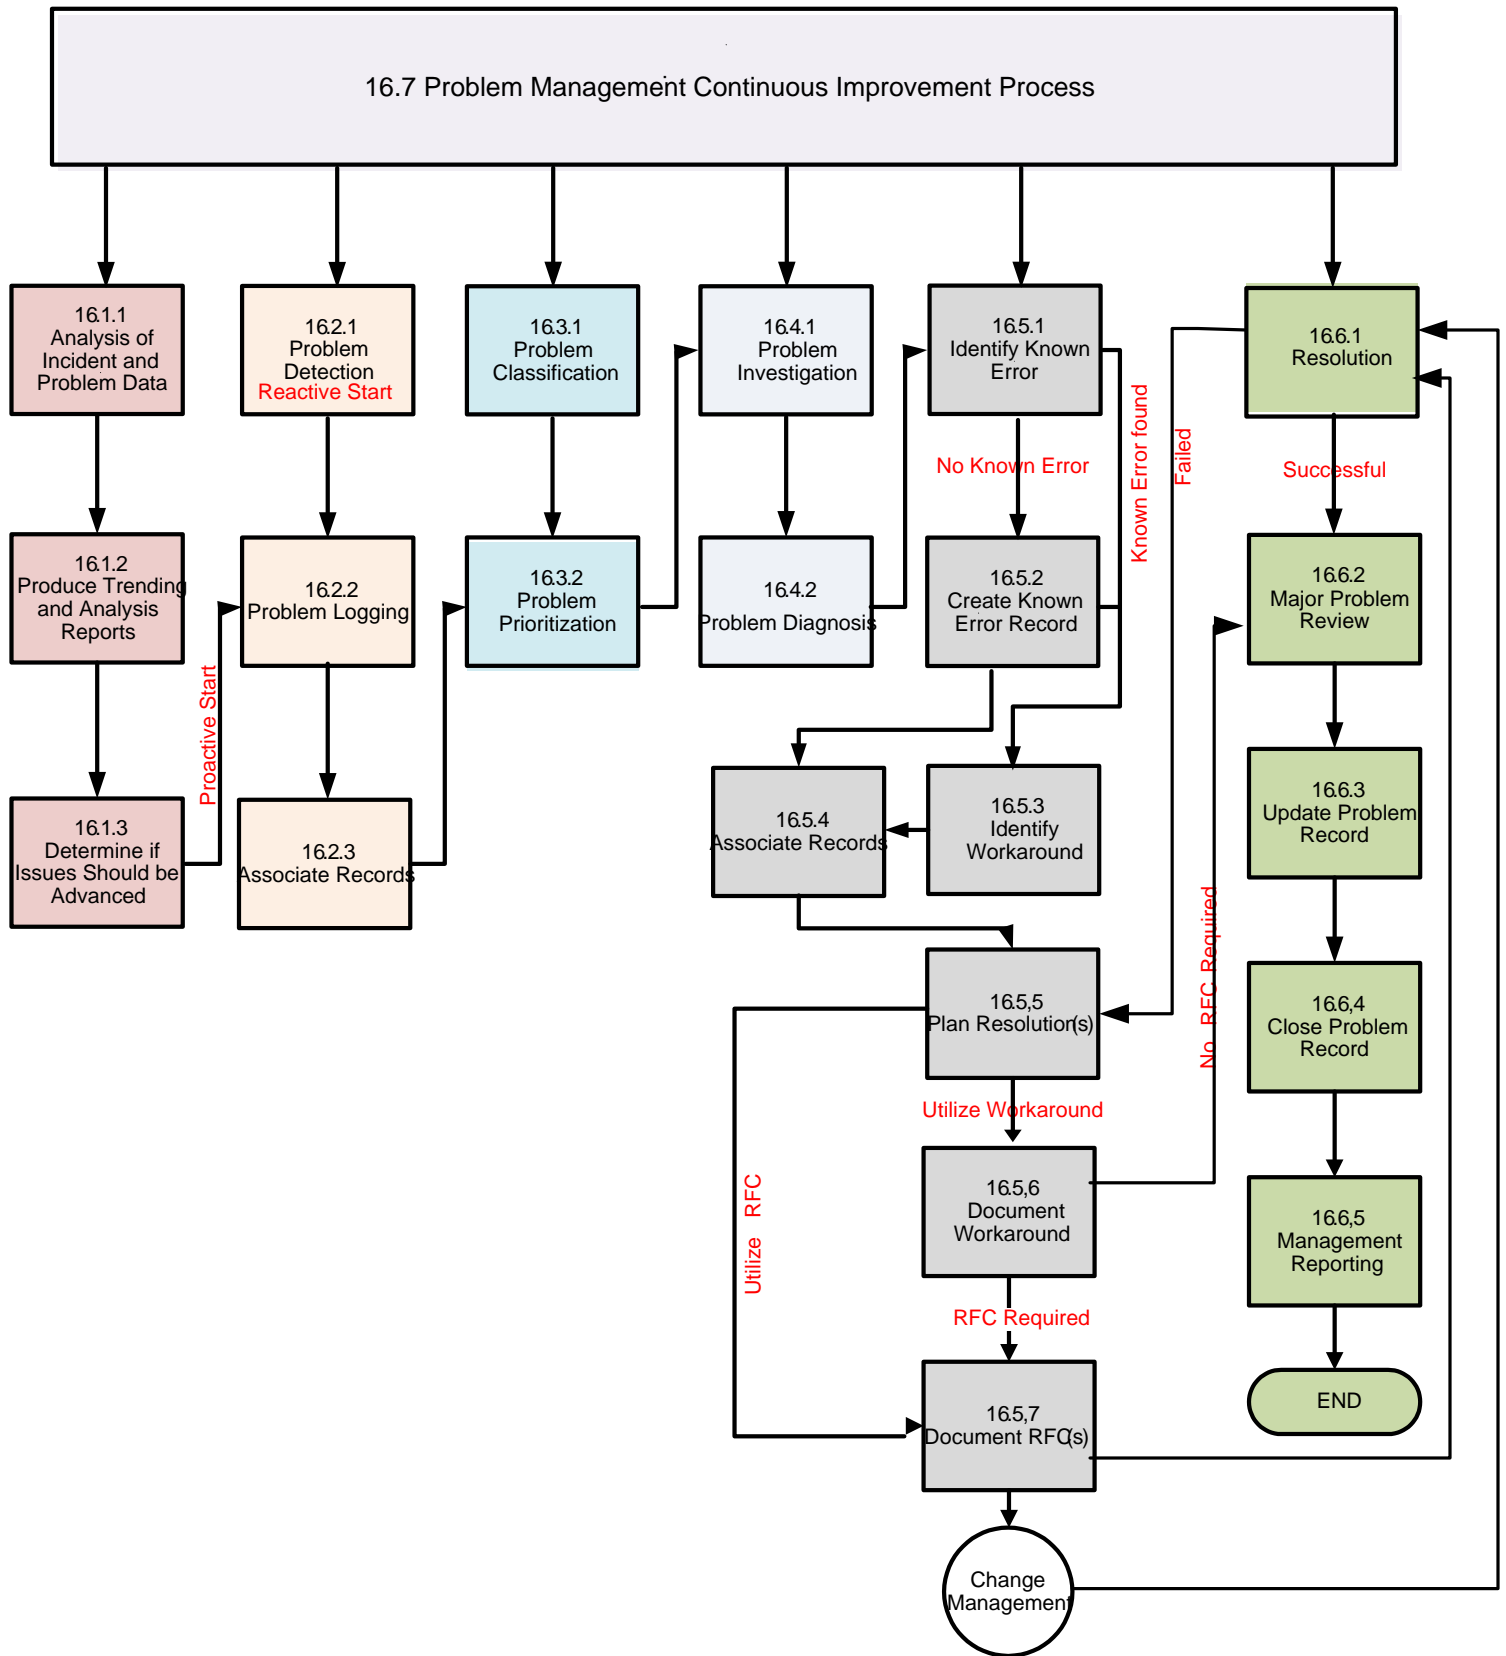 16.7 Problem Management Continuous Improvement Process
16.1.1
Analysis of
Incident and
Problem Data
16.1.2
Produce Trending
and Analysis
Reports
16.1.3
Determine if
Issues Should be
Advanced
Proactive Start
16.2.1
Problem
Detection
Reactive Start
16.2.2
Problem Logging
16.2.3
Associate Records
16.3.1
Problem
Classification
16.3.2
Problem
Prioritization
16.4.1
Problem
Investigation
16.4.2
Problem Diagnosis
16.5.1
Identify Known
Error
No Known Error
Known Error found
16.5.2
Create Known
Error Record
16.5.3
Identify
Workaround
16.5.4
Associate Records
16.5,5
Plan Resolution(s)
Utilize Workaround
Utilize RFC
16.5,6
Document
Workaround
RFC Required
No RFC Required
16.5,7
Document RFC(s)
Change
Management
16.6.1
Resolution
Failed
Successful
16.6.2
Major Problem
Review
16.6.3
Update Problem
Record
16.6,4
Close Problem
Record
16.6,5
Management
Reporting
END